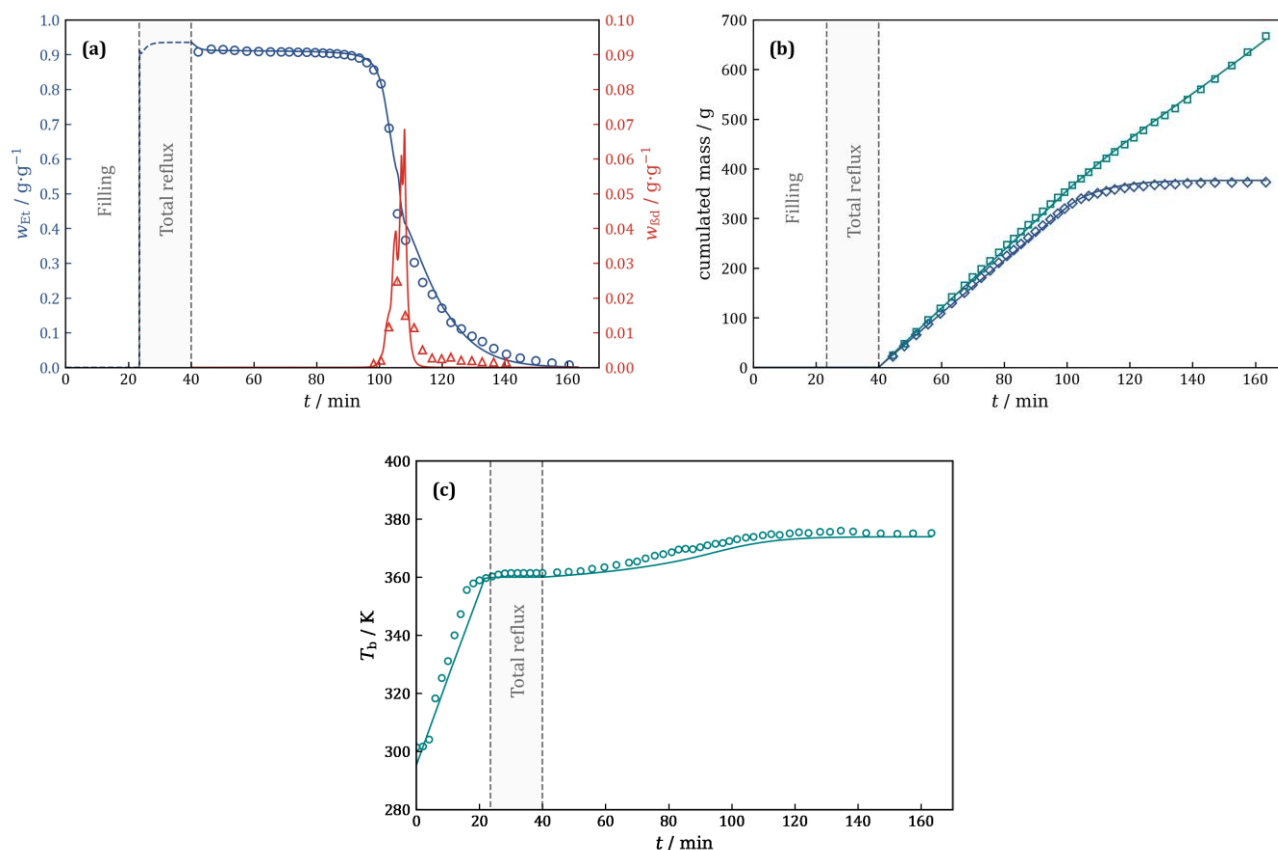 (a)
w_Et / g·g⁻¹
1.0
0.9
0.8
0.7
0.6
0.5
0.4
0.3
0.2
0.1
0.0
Filling
Total reflux
0.10
0.09
0.08
0.07
0.06
0.05
0.04
0.03
0.02
0.01
0.00
w_ßd / g·g⁻¹
0 20 40 60 80 100 120 140 160
t / min
(b)
cumulated mass / g
700
600
500
400
300
200
100
0
Filling
Total reflux
0 20 40 60 80 100 120 140 160
t / min
(c)
T_b / K
400
380
360
340
320
300
280
Total reflux
0 20 40 60 80 100 120 140 160
t / min